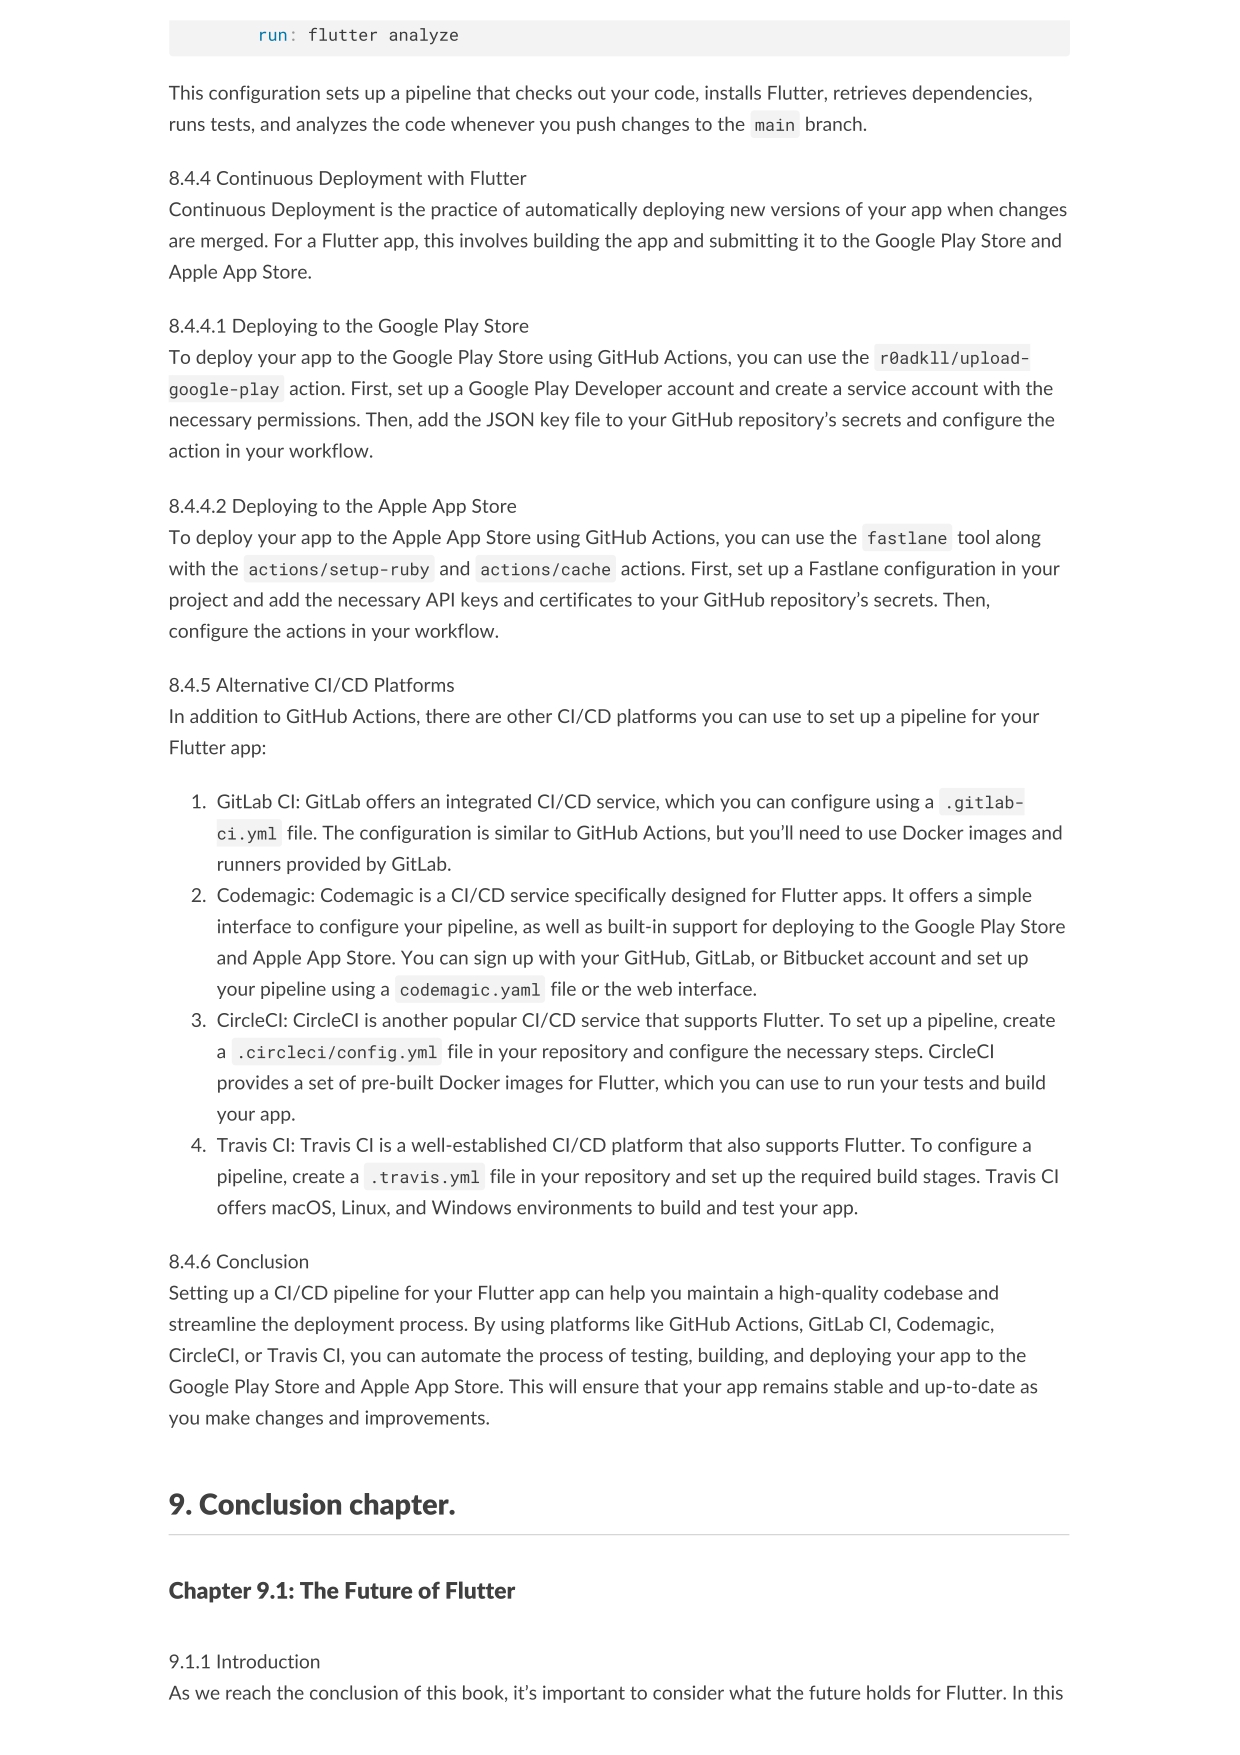 run: flutter analyze
This configuration sets up a pipeline that checks out your code, installs Flutter, retrieves dependencies,
runs tests, and analyzes the code whenever you push changes to the main branch.
8.4.4 Continuous Deployment with Flutter
Continuous Deployment is the practice of automatically deploying new versions of your app when changes
are merged. For a Flutter app, this involves building the app and submitting it to the Google Play Store and
Apple App Store.
8.4.4.1 Deploying to the Google Play Store
To deploy your app to the Google Play Store using GitHub Actions, you can use the r0adkll/upload-
google-play action. First, set up a Google Play Developer account and create a service account with the
necessary permissions. Then, add the JSON key file to your GitHub repository’s secrets and configure the
action in your workflow.
8.4.4.2 Deploying to the Apple App Store
To deploy your app to the Apple App Store using GitHub Actions, you can use the fastlane tool along
with the actions/setup-ruby and actions/cache actions. First, set up a Fastlane configuration in your
project and add the necessary API keys and certificates to your GitHub repository’s secrets. Then,
configure the actions in your workflow.
8.4.5 Alternative CI/CD Platforms
In addition to GitHub Actions, there are other CI/CD platforms you can use to set up a pipeline for your
Flutter app:
1. GitLab CI: GitLab offers an integrated CI/CD service, which you can configure using a .gitlab-
ci.yml file. The configuration is similar to GitHub Actions, but you’ll need to use Docker images and
runners provided by GitLab.
2. Codemagic: Codemagic is a CI/CD service specifically designed for Flutter apps. It offers a simple
interface to configure your pipeline, as well as built-in support for deploying to the Google Play Store
and Apple App Store. You can sign up with your GitHub, GitLab, or Bitbucket account and set up
your pipeline using a codemagic.yaml file or the web interface.
3. CircleCI: CircleCI is another popular CI/CD service that supports Flutter. To set up a pipeline, create
a .circleci/config.yml file in your repository and configure the necessary steps. CircleCI
provides a set of pre-built Docker images for Flutter, which you can use to run your tests and build
your app.
4. Travis CI: Travis CI is a well-established CI/CD platform that also supports Flutter. To configure a
pipeline, create a .travis.yml file in your repository and set up the required build stages. Travis CI
offers macOS, Linux, and Windows environments to build and test your app.
8.4.6 Conclusion
Setting up a CI/CD pipeline for your Flutter app can help you maintain a high-quality codebase and
streamline the deployment process. By using platforms like GitHub Actions, GitLab CI, Codemagic,
CircleCI, or Travis CI, you can automate the process of testing, building, and deploying your app to the
Google Play Store and Apple App Store. This will ensure that your app remains stable and up-to-date as
you make changes and improvements.
9. Conclusion chapter.
Chapter 9.1: The Future of Flutter
9.1.1 Introduction
As we reach the conclusion of this book, it’s important to consider what the future holds for Flutter. In this